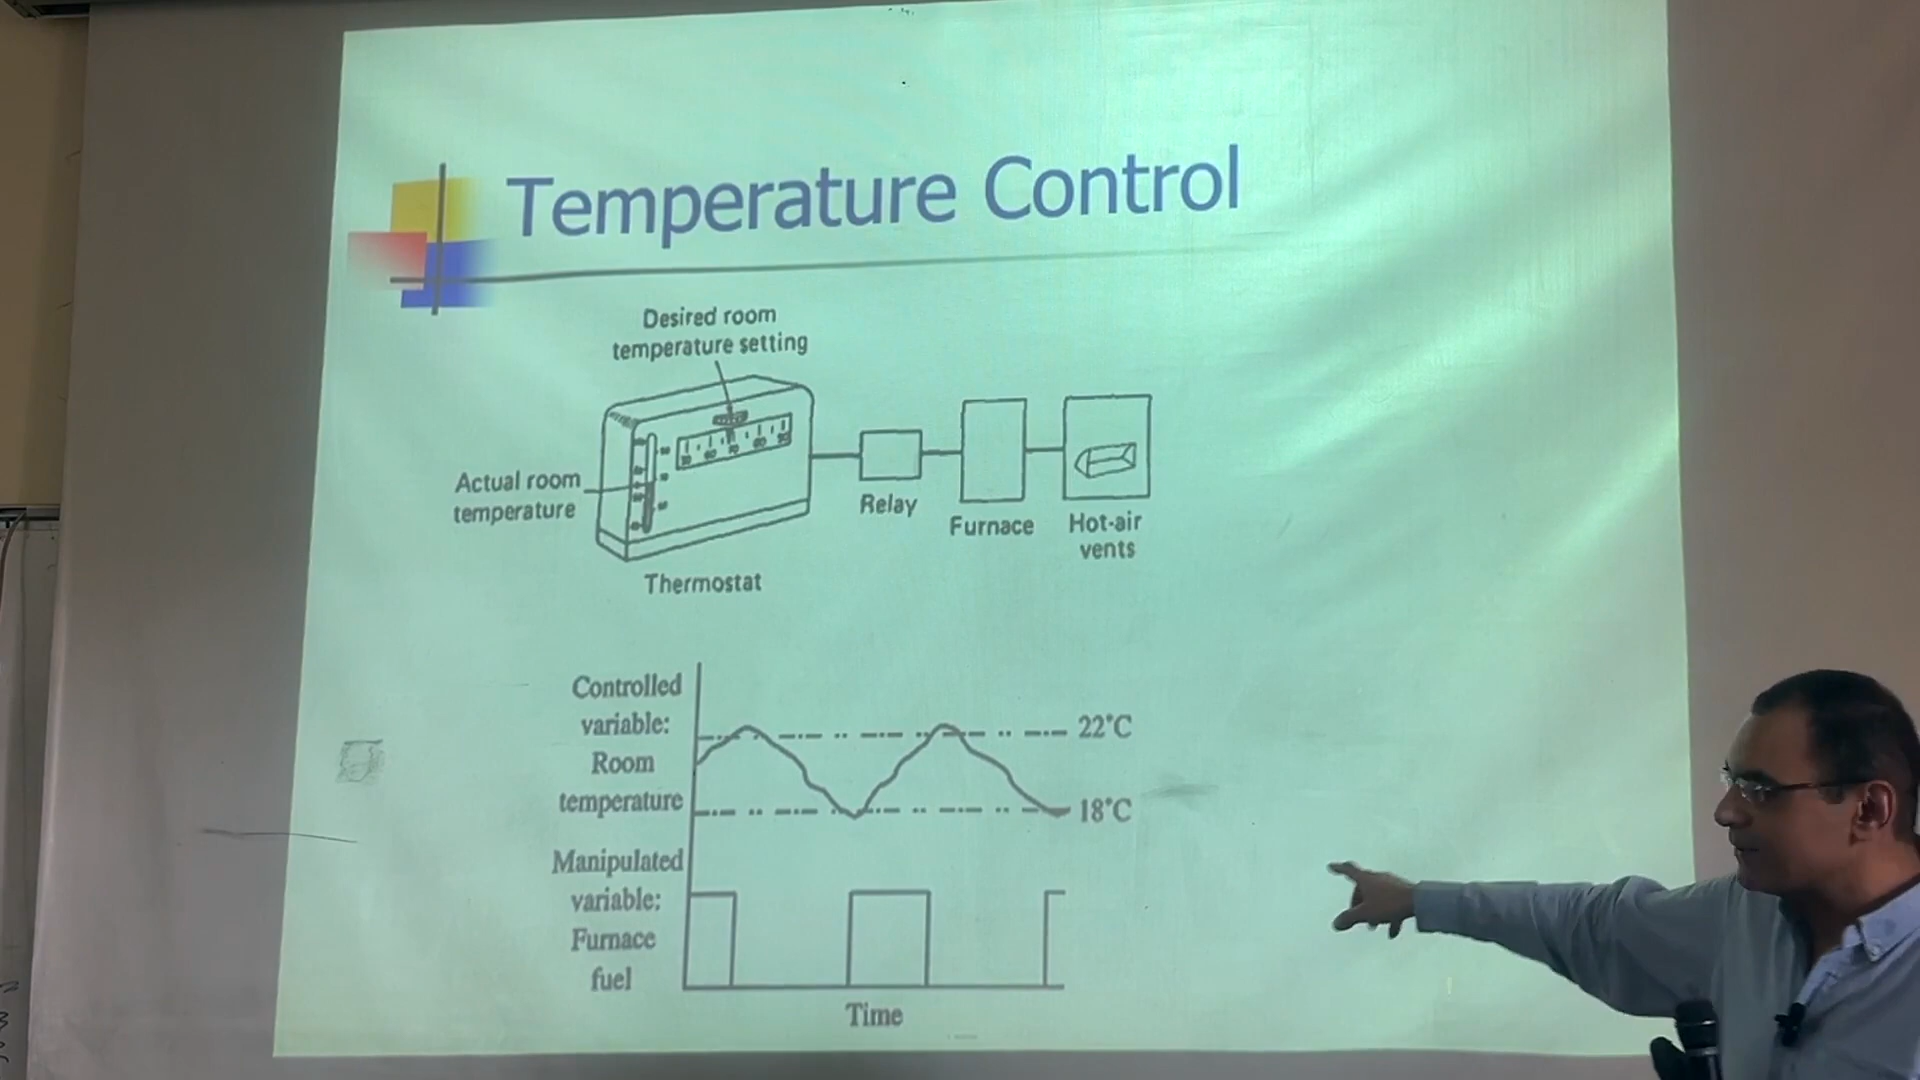 Temperature Control
Desired room
temperature setting
Actual room
temperature
Relay
Furnace
Hot-air
vents
Thermostat
Controlled
variable:
Room
temperature
22°C
18°C
Manipulated
variable:
Furnace
fuel
Time